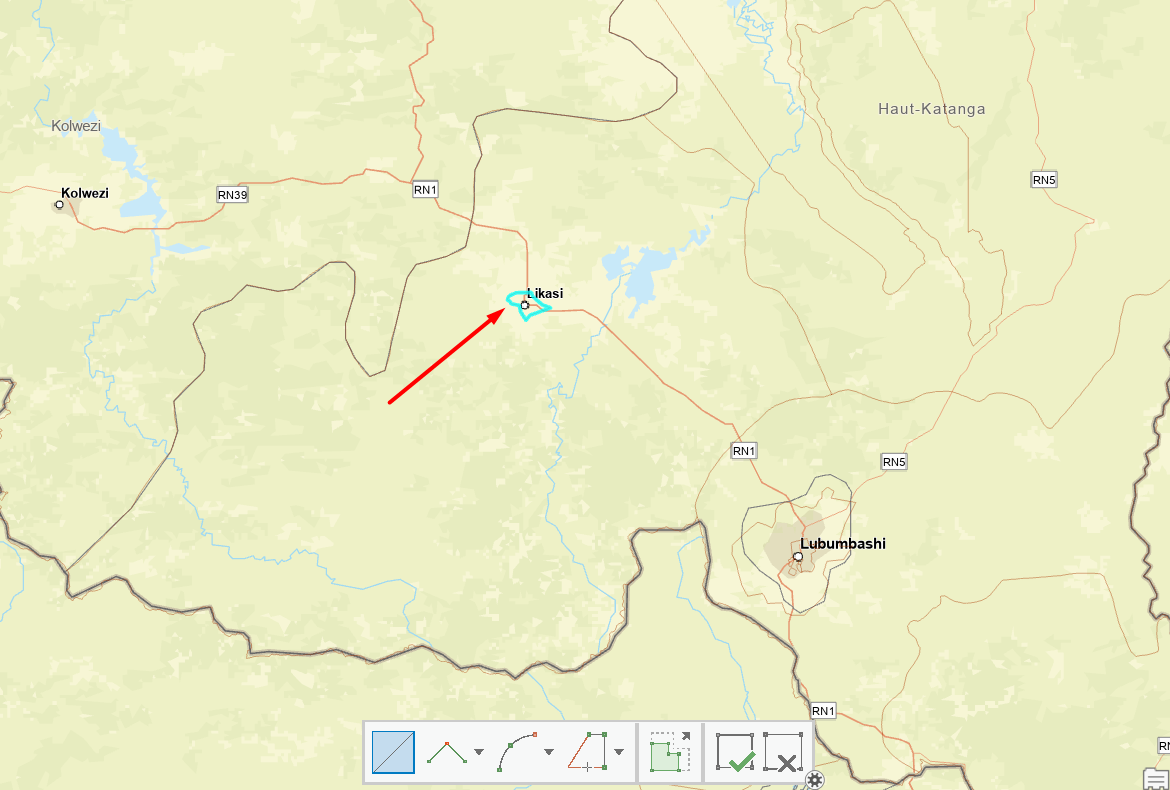 Haut-Katanga
Kolwezi
RN5
Kolwezi
RN39
RN1
Likasi
RN1
RN5
Lubumbashi
RN1